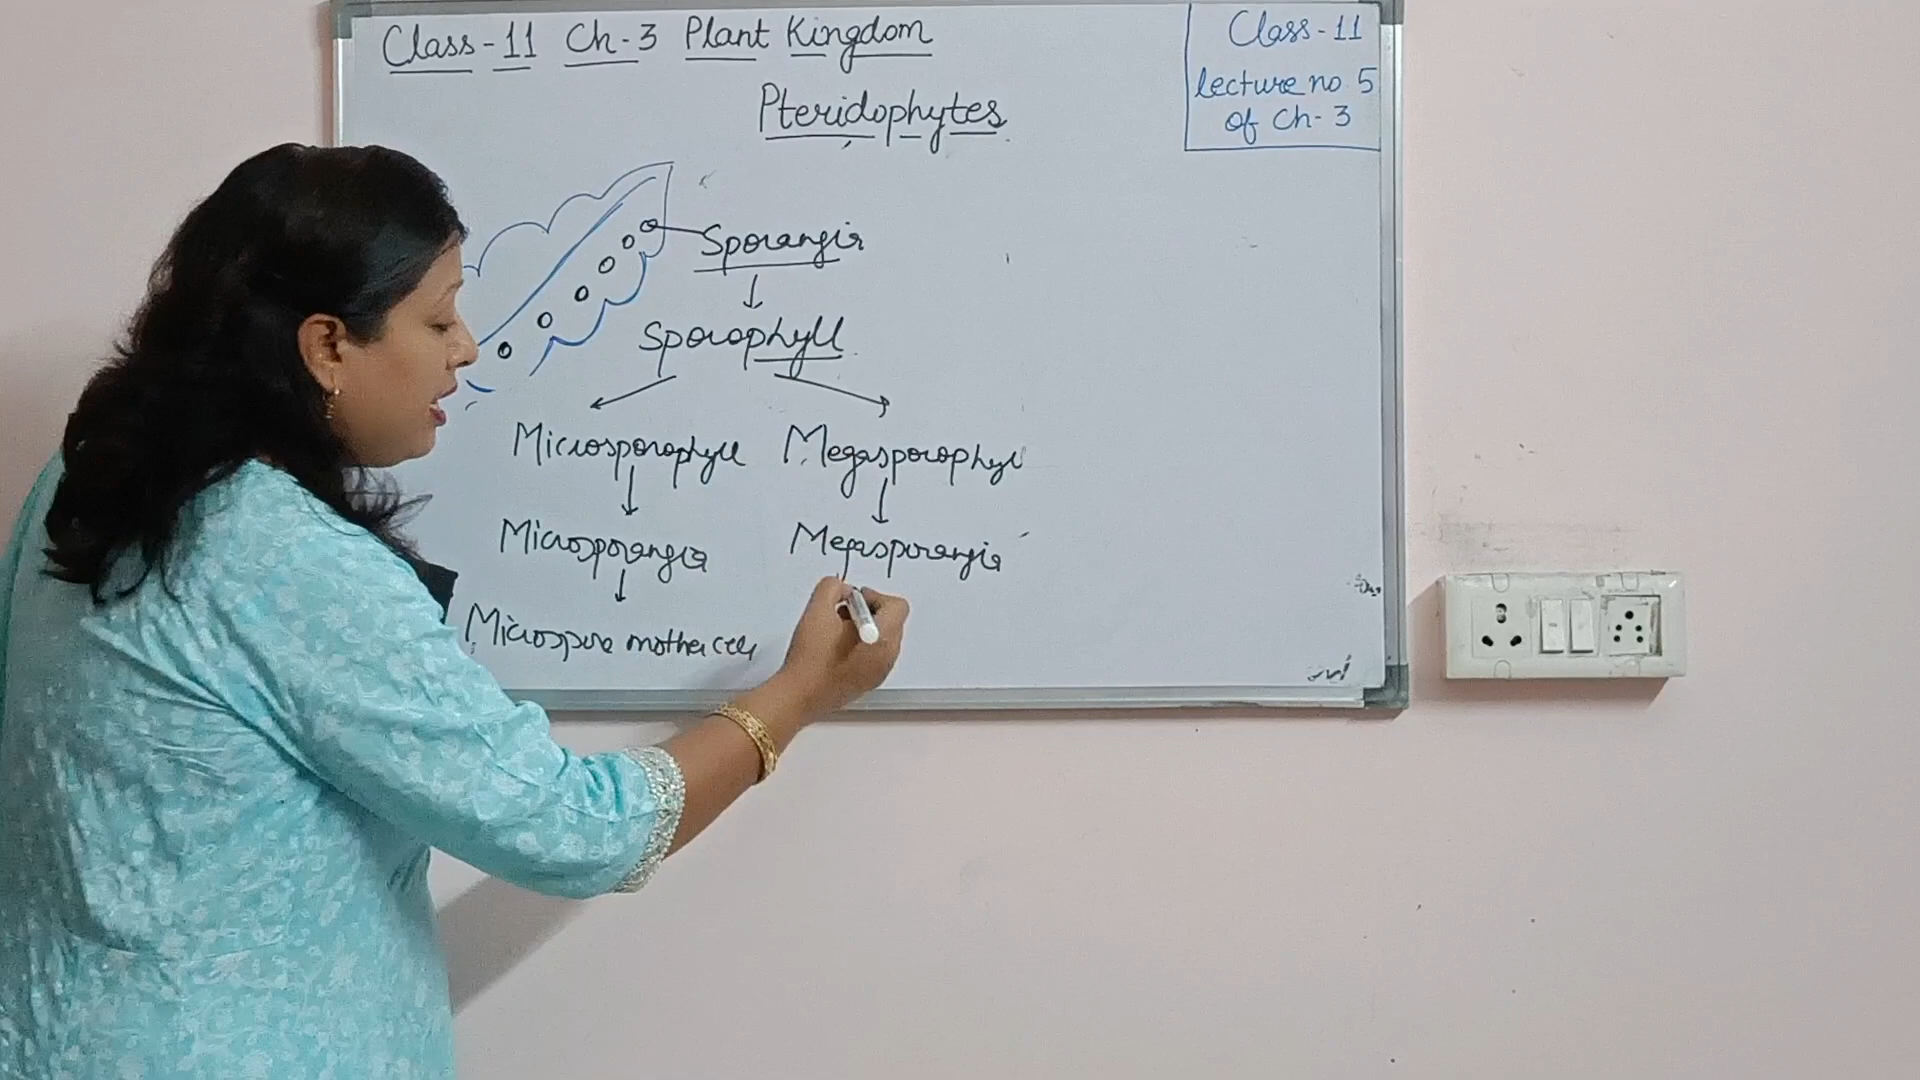 Class-11 Ch-3 Plant Kingdom
Pteridophytes
Class-11
lecture no 5
of Ch-3
Sporangia
Sporophyll
Microsporophyll Megasporophyl
Microsporangia Megasporangia
Microspore mother cell